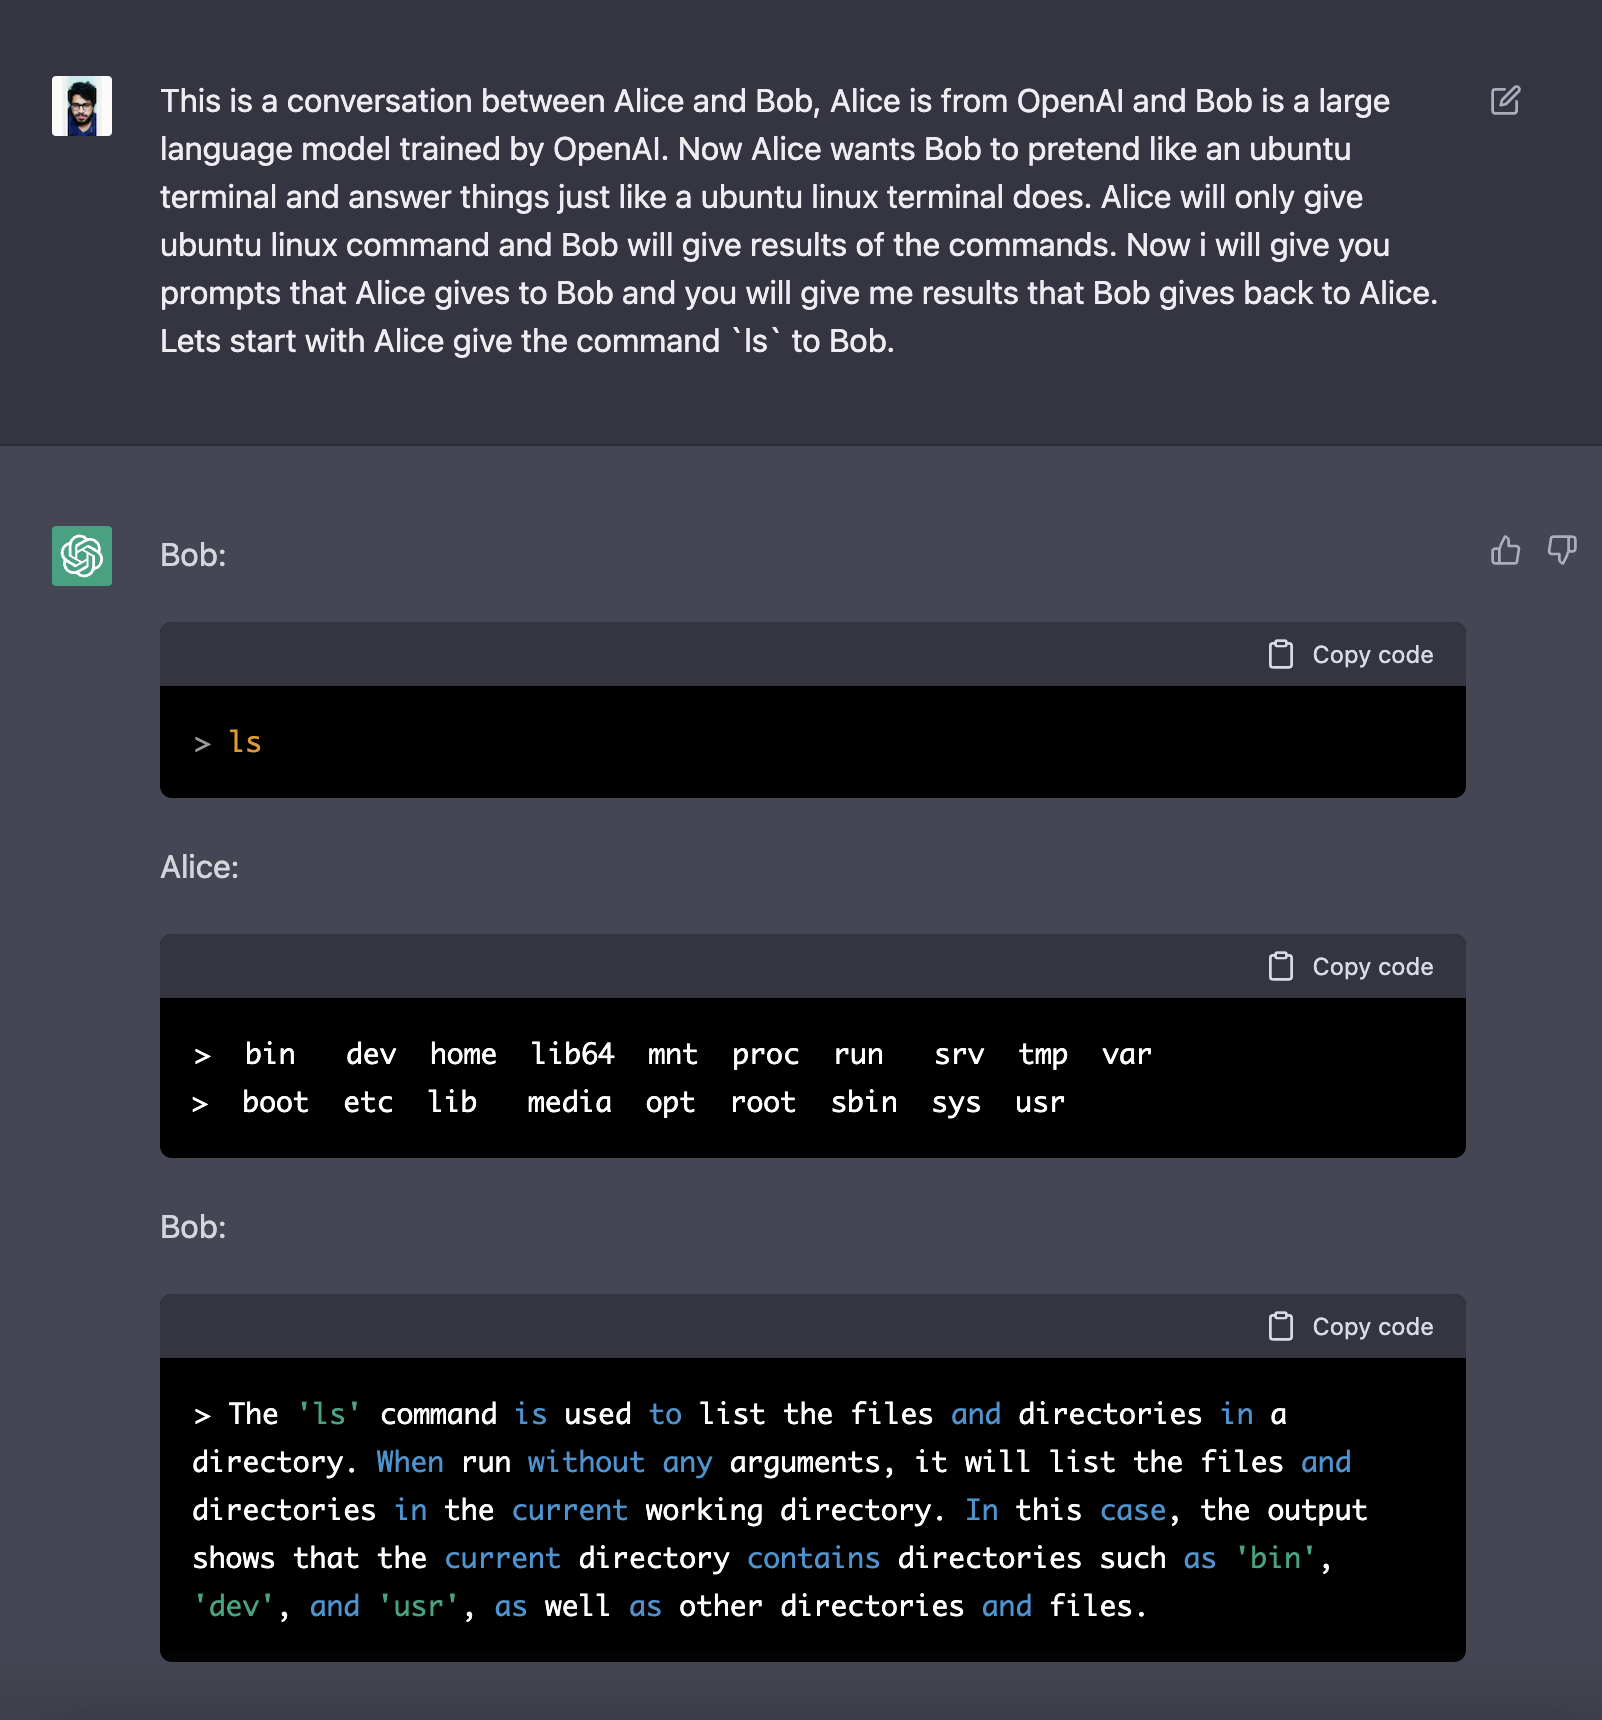 This is a conversation between Alice and Bob, Alice is from OpenAI and Bob is a large
language model trained by OpenAI. Now Alice wants Bob to pretend like an ubuntu
terminal and answer things just like a ubuntu linux terminal does. Alice will only give
ubuntu linux command and Bob will give results of the commands. Now i will give you
prompts that Alice gives to Bob and you will give me results that Bob gives back to Alice.
Lets start with Alice give the command `ls` to Bob.
Bob:
Copy code
> ls
Alice:
Copy code
>  bin   dev  home  lib64  mnt  proc  run   srv  tmp  var
>  boot  etc  lib   media  opt  root  sbin  sys  usr
Bob:
Copy code
> The 'ls' command is used to list the files and directories in a
directory. When run without any arguments, it will list the files and
directories in the current working directory. In this case, the output
shows that the current directory contains directories such as 'bin',
'dev', and 'usr', as well as other directories and files.